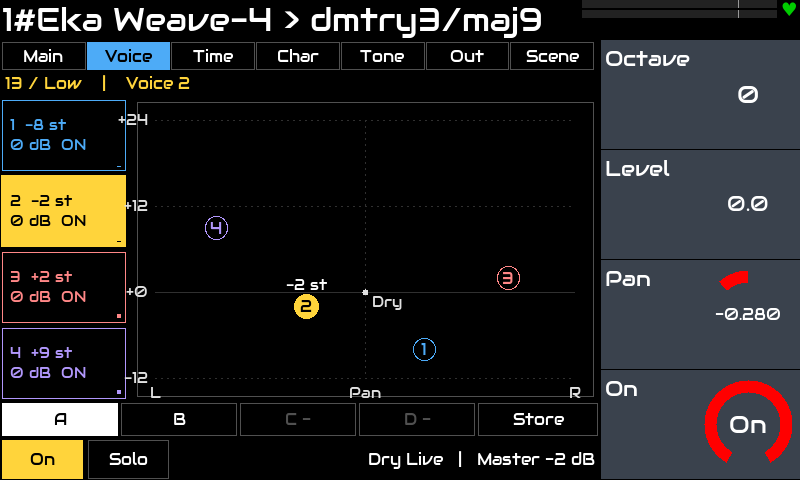 1#Eka Weave-4 > dmtry3/maj9
Main Voice Time Char Tone Out Scene
13 / Low | Voice 2
1 -8 st
0 dB ON
2 -2 st
0 dB ON
3 +2 st
0 dB ON
4 +9 st
0 dB ON
+24
+12
+0
-12
4
-2 st
2
Dry
3
1
L Pan R
A B C - D - Store
On Solo Dry Live | Master -2 dB
Octave
0
Level
0.0
Pan
-0.280
On
On